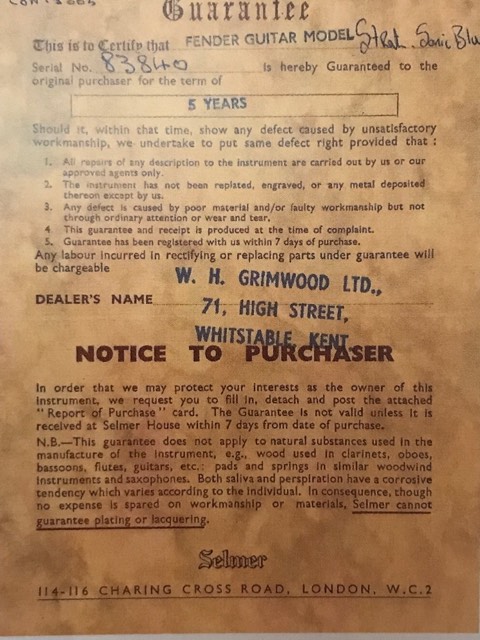 Guarantee
This is to Certify that FENDER GUITAR MODEL Strat. Sonic Blu
Serial No. 83840 is hereby Guaranteed to the
original purchaser for the term of
5 YEARS
Should it, within that time, show any defect caused by unsatisfactory
workmanship, we undertake to put same defect right provided that :
1. All repairs of any description to the instrument are carried out by us or our
approved agents only.
2. The instrument has not been replated, engraved, or any metal deposited
thereon except by us.
3. Any defect is caused by poor material and/or faulty workmanship but not
through ordinary attention or wear and tear.
4 This guarantee and receipt is produced at the time of complaint.
5. Guarantee has been registered with us within 7 days of purchase.
Any labour incurred in rectifying or replacing parts under guarantee will
be chargeable
W. H. GRIMWOOD LTD.,
DEALER'S NAME 71, HIGH STREET,
WHITSTABLE, KENT
NOTICE TO PURCHASER
In order that we may protect your interests as the owner of this
instrument, we request you to fill in, detach and post the attached
"Report of Purchase" card. The Guarantee is not valid unless it is
received at Selmer House within 7 days from date of purchase.
N.B.—This guarantee does not apply to natural substances used in the
manufacture of the instrument, e.g., wood used in clarinets, oboes,
bassoons, flutes, guitars, etc.: pads and springs in similar woodwind
instruments and saxophones. Both saliva and perspiration have a corrosive
tendency which varies according to the individual. In consequence, though
no expense is spared on workmanship or materials, Selmer cannot
guarantee plating or lacquering.
Selmer
114-116 CHARING CROSS ROAD, LONDON, W.C.2